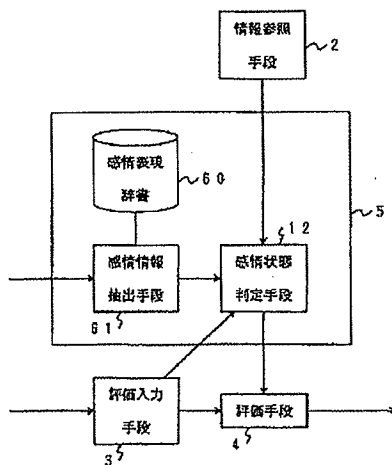 情報参照
手段
2
感情表現
辞書
60
5
12
感情情報
抽出手段
61
感情状態
判定手段
評価入力
手段
3
評価手段
4